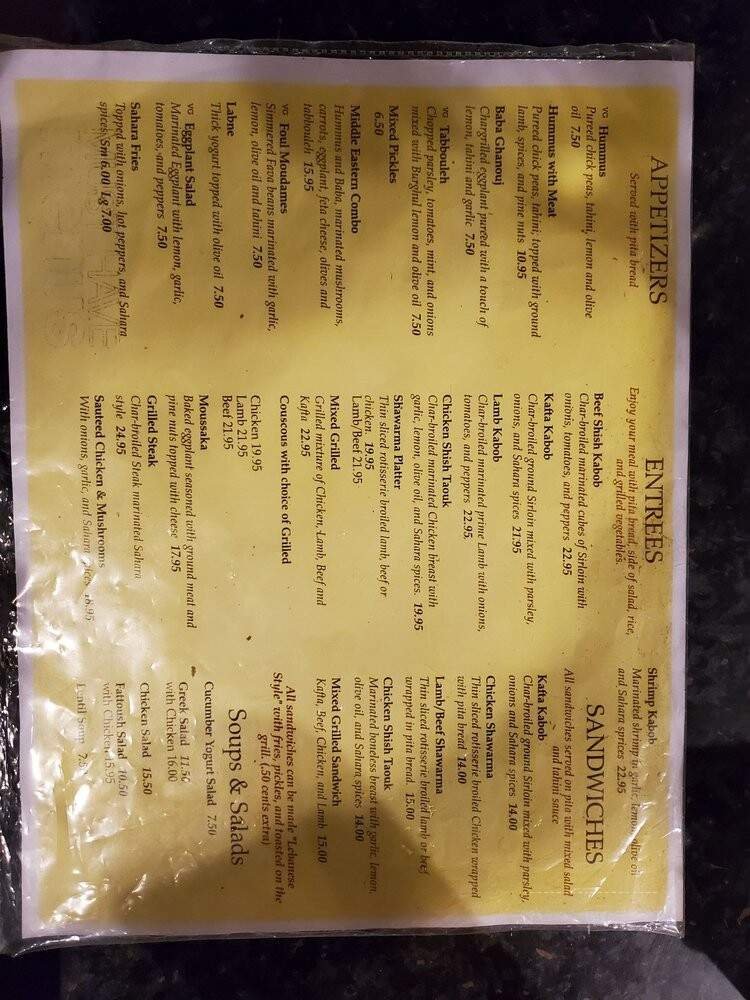 APPETIZERS
Served with pita bread
VG Hummus
Pureed chick peas, tahini, lemon and olive
oil 7.50
Hummus with Meat
Pureed chick peas, tahini, topped with ground
lamb, spices, and pine nuts 10.95
Baba Ghanouj
Chargrilled eggplant pureed with a touch of
lemon, tahini and garlic 7.50
VG Tabbouleh
Chopped parsley, tomatoes, mint, and onions
mixed with Burghul lemon and olive oil 7.50
Mixed Pickles
6.50
Middle Eastern Combo
Hummus and Baba, marinated mushrooms,
carrots, eggplant, feta cheese, olives and
tabbouleh 15.95
VG Foul Moudames
Simmered Fava beans marinated with garlic,
lemon, olive oil and tahini 7.50
Labne
Thick yogurt topped with olive oil 7.50
VG Eggplant Salad
Marinated Eggplant with lemon, garlic,
tomatoes, and peppers 7.50
Sahara Fries
Topped with onions, hot peppers, and Sahara
spices Sm 6.00 Lg 7.00
ENTREES
Enjoy your meal with pita bread, side of salad, rice,
and grilled vegetables.
Beef Shish Kabob
Char-broiled marinated cubes of Sirloin with
onions, tomatoes, and peppers 22.95
Kafta Kabob
Char-broiled ground Sirloin mixed with parsley,
onions, and Sahara spices 21.95
Lamb Kabob
Char-broiled marinated prime Lamb with onions,
tomatoes, and peppers 22.95.
Chicken Shish Taouk
Char-broiled marinated Chicken breast with
garlic, lemon, olive oil, and Sahara spices. 19.95
Shawarma Platter
Thin sliced rotisserie broiled lamb, beef or
chicken. 19.95
Lamb/Beef 21.95
Mixed Grilled
Grilled mixture of Chicken, Lamb, Beef and
Kafta 22.95
Couscous with choice of Grilled
Chicken 19.95
Lamb 21.95
Beef 21.95
Moussaka
Baked eggplant seasoned with ground meat and
pine nuts topped with cheese 17.95
Grilled Steak
Char-broiled Steak marinated Sahara
style 24.95
Sauteed Chicken & Mushrooms
With onions, garlic, and Sahara
Shrimp Kabob
Marinated shrimp in garlic, lemon, olive oil
and Sahara spices 22.95
SANDWICHES
All sandwiches served on pita with mixed salad
and tahini sauce
Kafta Kabob
Char-broiled ground Sirloin mixed with parsley,
onions and Sahara spices 14.00
Chicken Shawarma
Thin sliced rotisserie broiled Chicken wrapped
with pita bread 14.00
Lamb/Beef Shawarma
Thin sliced rotisserie broiled lamb or beef
wrapped in pita bread 15.00
Chicken Shish Taouk
Marinated boneless breast with garlic, lemon,
olive oil, and Sahara spices 14.00
Mixed Grilled Sandwich
Kafta, Beef, Chicken, and Lamb 15.00
All sandwiches can be made "Lebanese
Style" with fries, pickles, and toasted on the
grill. (.50 cents extra)
Soups & Salads
Cucumber Yogurt Salad 7.50
Greek Salad 11.50
with Chicken 16.00
Chicken Salad 15.50
Fattoush Salad 10.50
with Chicken 15.95
Lentil Soup